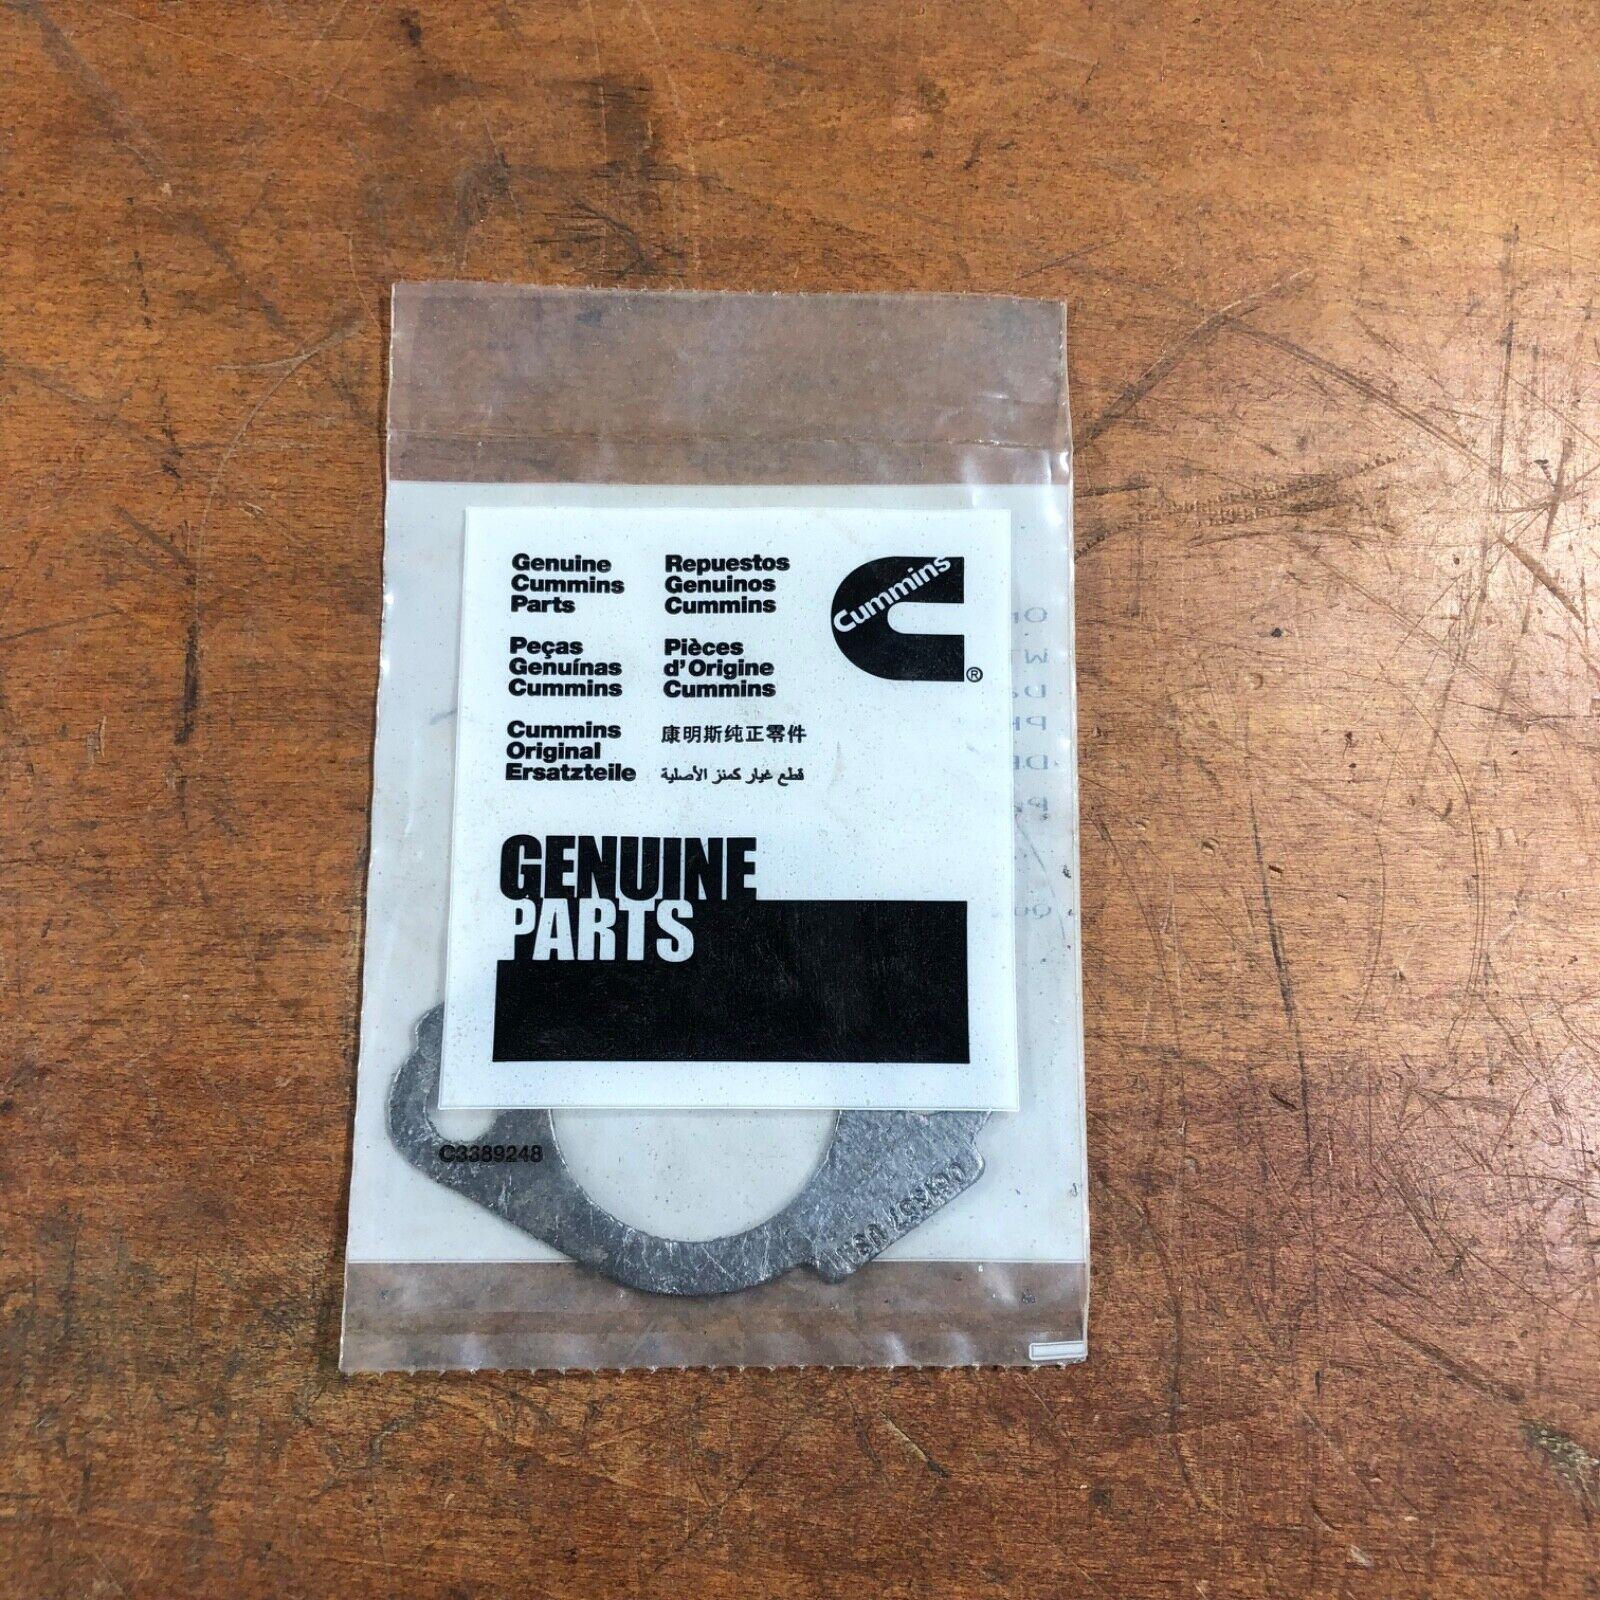 Genuine
Cummins
Parts
Repuestos
Genuinos
Cummins
Cummins
®
Peças
Genuínas
Cummins
Pièces
d'Origine
Cummins
Cummins
Original
Ersatzteile
康明斯纯正零件
قطع غيار كمنز الأصلية
GENUINE
PARTS
C3389248